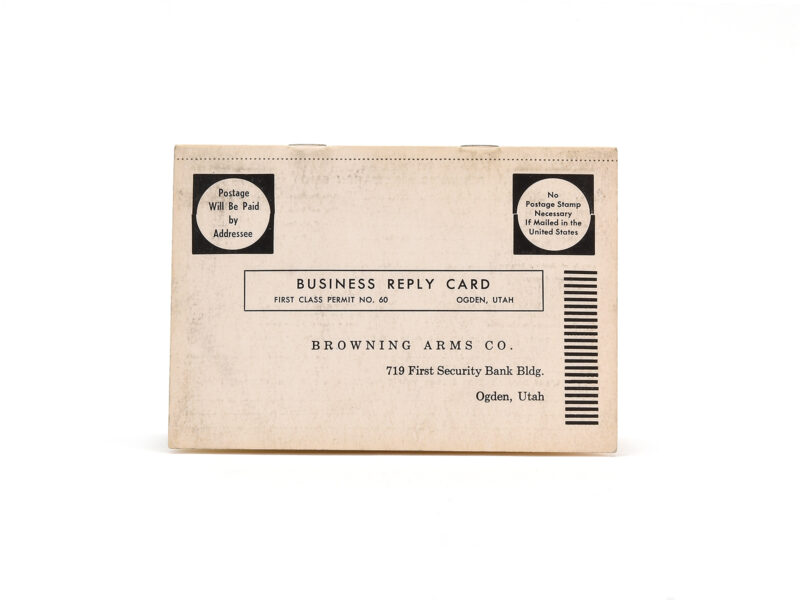 Postage
Will Be Paid
by
Addressee
No
Postage Stamp
Necessary
If Mailed in the
United States
BUSINESS REPLY CARD
FIRST CLASS PERMIT NO. 60 OGDEN, UTAH
BROWNING ARMS CO.
719 First Security Bank Bldg.
Ogden, Utah